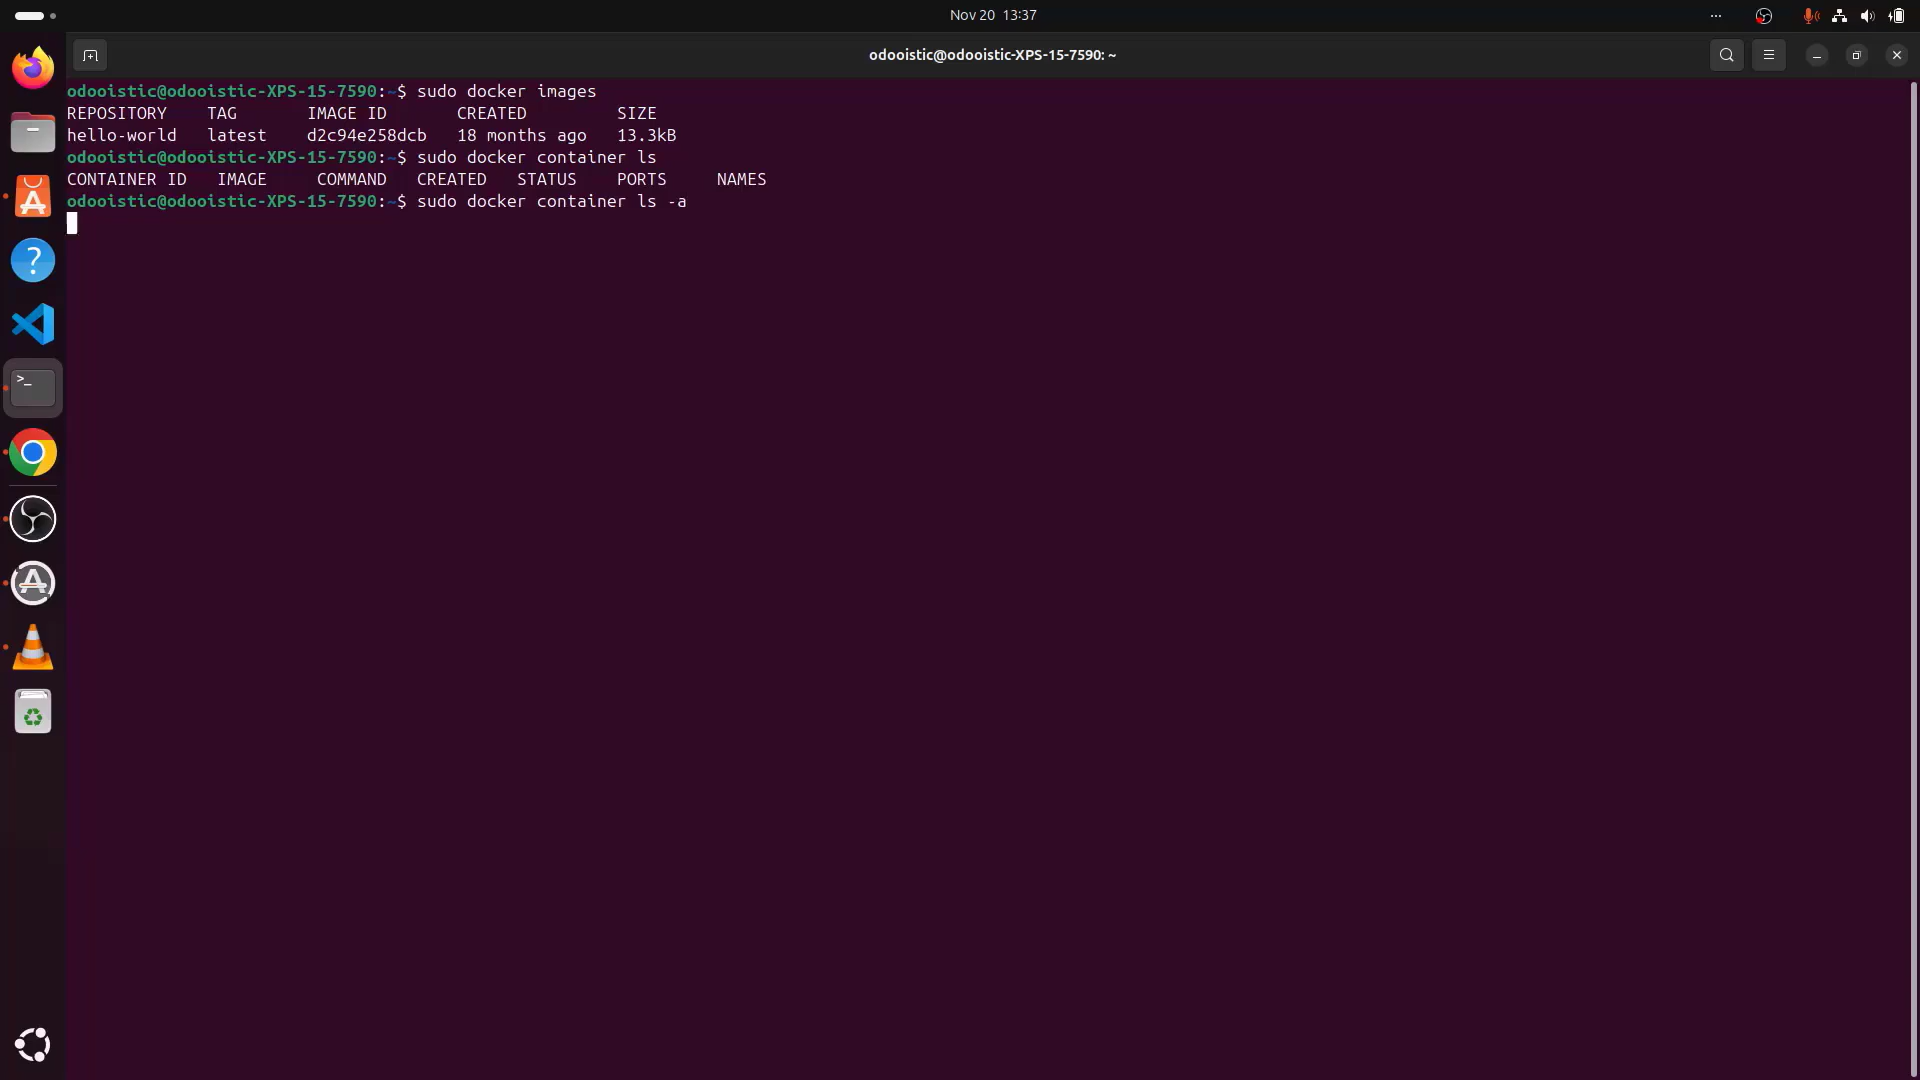 Nov 20 13:37
odooistic@odooistic-XPS-15-7590: ~
odooistic@odooistic-XPS-15-7590:~$ sudo docker images
REPOSITORY    TAG       IMAGE ID       CREATED         SIZE
hello-world   latest    d2c94e258dcb   18 months ago   13.3kB
odooistic@odooistic-XPS-15-7590:~$ sudo docker container ls
CONTAINER ID   IMAGE     COMMAND   CREATED   STATUS    PORTS     NAMES
odooistic@odooistic-XPS-15-7590:~$ sudo docker container ls -a